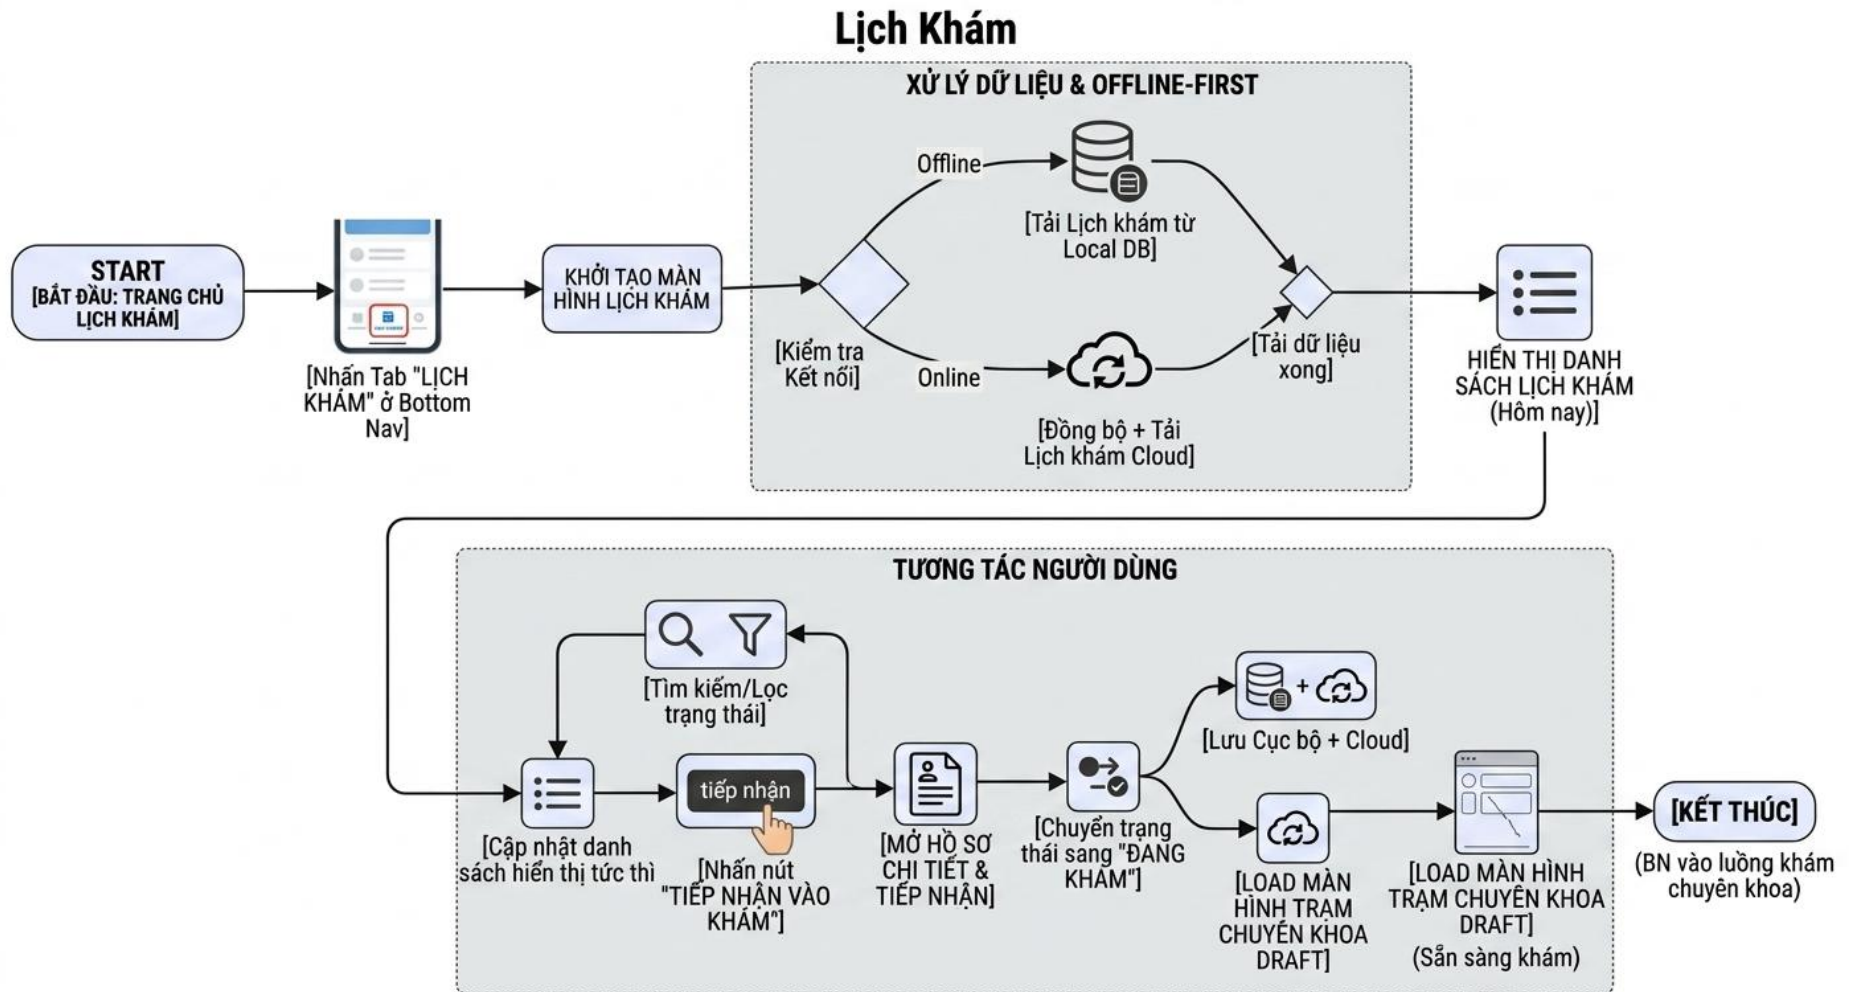 Lịch Khám
XỬ LÝ DỮ LIỆU & OFFLINE-FIRST
START
[BẮT ĐẦU: TRANG CHỦ
LỊCH KHÁM]
[Nhấn Tab "LỊCH
KHÁM" ở Bottom
Nav]
KHỞI TẠO MÀN
HÌNH LỊCH KHÁM
[Kiểm tra
Kết nối]
Offline
[Tải Lịch khám từ
Local DB]
Online
[Đồng bộ + Tải
Lịch khám Cloud]
[Tải dữ liệu
xong]
HIỂN THỊ DANH
SÁCH LỊCH KHÁM
(Hôm nay)]
TƯƠNG TÁC NGƯỜI DÙNG
[Tìm kiếm/Lọc
trạng thái]
[Cập nhật danh
sách hiển thị tức thì
tiếp nhận
[Nhấn nút
"TIẾP NHẬN VÀO
KHÁM"]
[MỞ HỒ SƠ
CHI TIẾT &
TIẾP NHẬN]
[Chuyển trạng
thái sang "ĐANG
KHÁM"]
+
[Lưu Cục bộ + Cloud]
[LOAD MÀN
HÌNH TRẠM
CHUYÊN KHOA
DRAFT]
[LOAD MÀN HÌNH
TRẠM CHUYÊN KHOA
DRAFT]
(Sẵn sàng khám)
[KẾT THÚC]
(BN vào luồng khám
chuyên khoa)